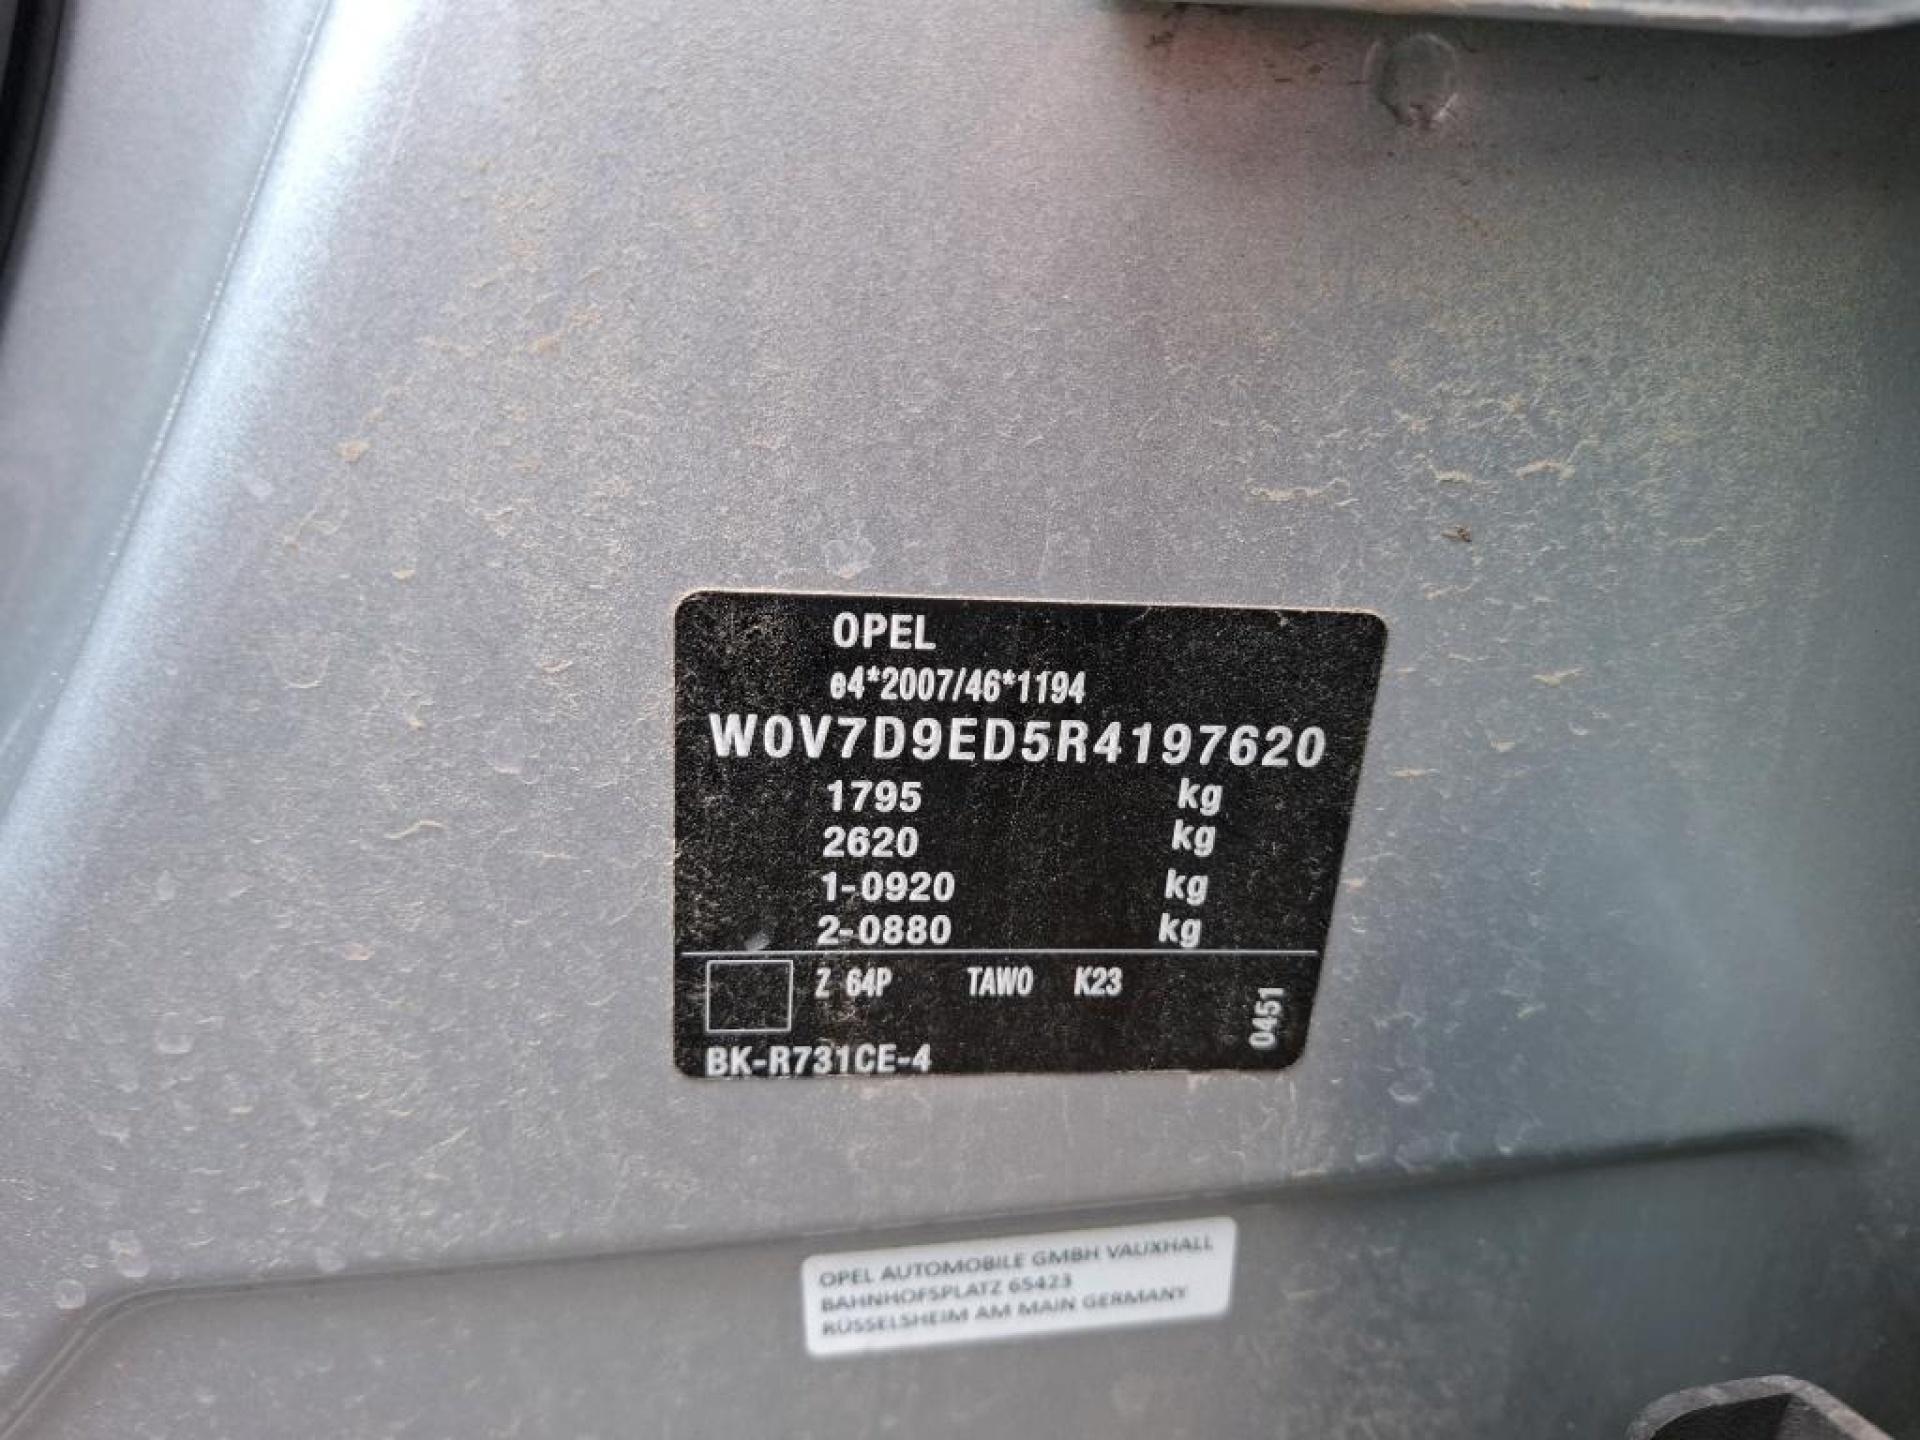 OPEL
e4*2007/46*1194
W0V7D9ED5R4197620
1795 kg
2620 kg
1-0920 kg
2-0880 kg
Z 64P TAW0 K23
0451
BK-R731CE-4
OPEL AUTOMOBILE GMBH VAUXHALL
BAHNHOFSPLATZ 65423
RÜSSELSHEIM AM MAIN GERMANY